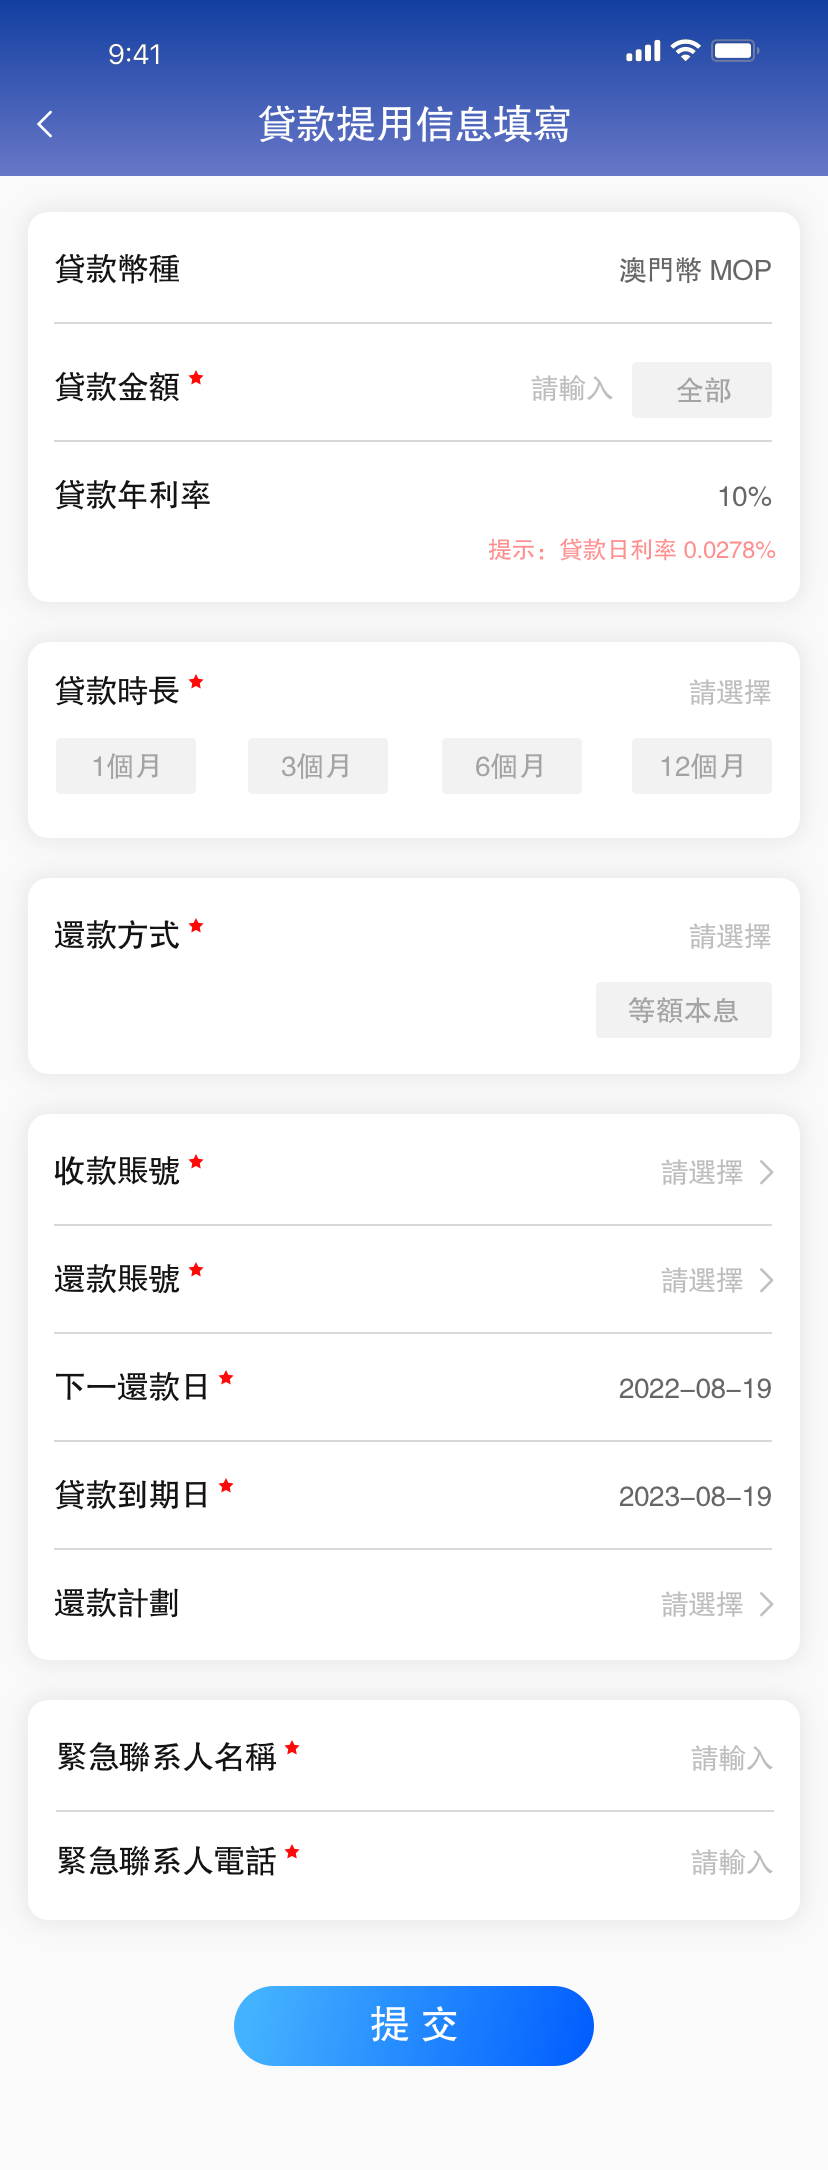 9:41
貸款提用信息填寫
貸款幣種 澳門幣 MOP
貸款金額 請輸入 全部
貸款年利率 10%
提示：貸款日利率 0.0278%
貸款時長 請選擇
1個月 3個月 6個月 12個月
還款方式 請選擇
等額本息
收款賬號 請選擇
還款賬號 請選擇
下一還款日 2022-08-19
貸款到期日 2023-08-19
還款計劃 請選擇
緊急聯系人名稱 請輸入
緊急聯系人電話 請輸入
提交